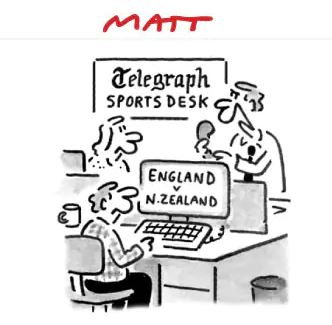 MATT
Telegraph
SPORTS DESK
ENGLAND
v
N.ZEALAND